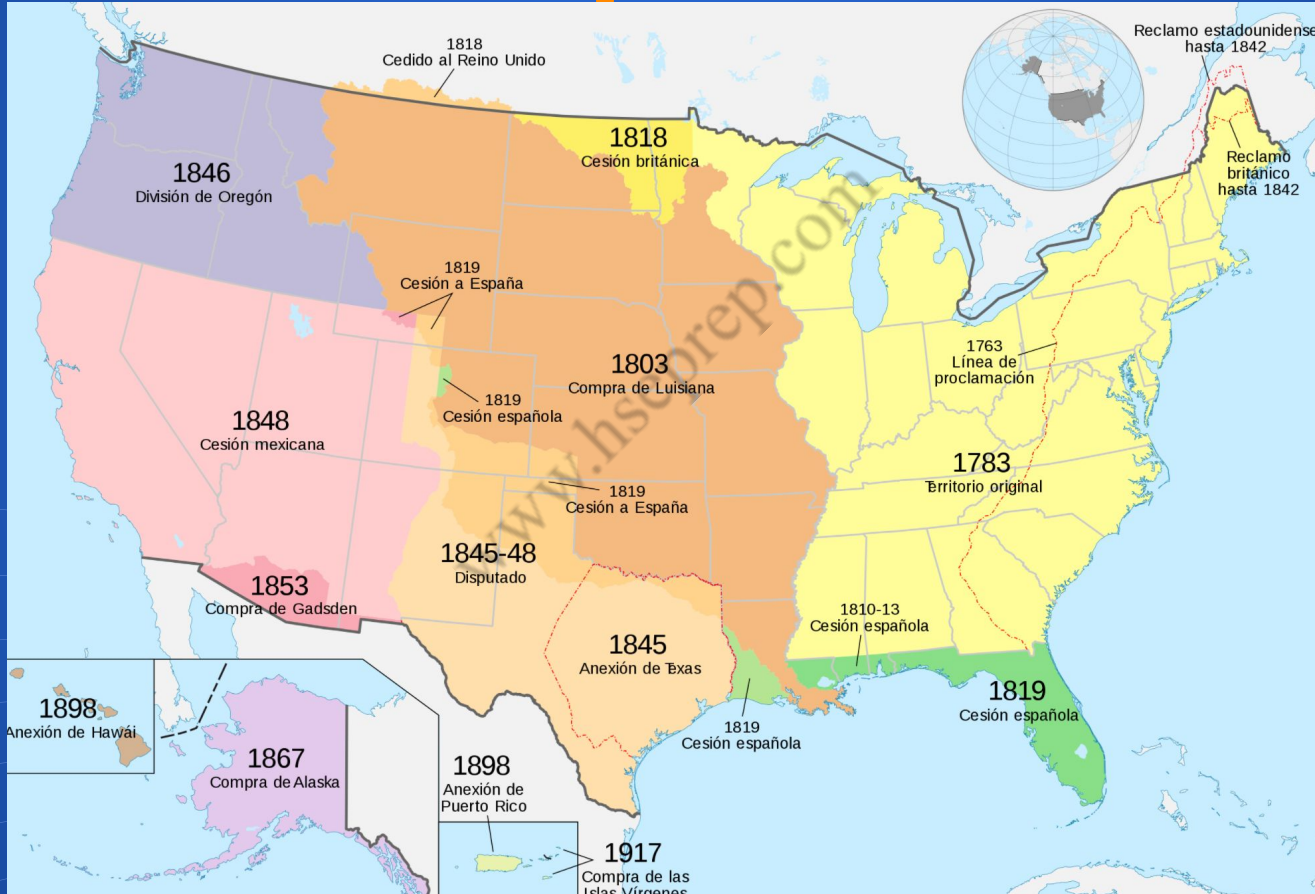 Reclamo estadounidense
hasta 1842
1818
Cedido al Reino Unido
1818
Cesión británica
Reclamo
británico
hasta 1842
1846
División de Oregón
1819
Cesión a España
1803
Compra de Luisiana
1763
Línea de
proclamación
1819
Cesión española
1848
Cesión mexicana
1783
Territorio original
1819
Cesión a España
1845-48
Disputado
1853
Compra de Gadsden
1810-13
Cesión española
1845
Anexión de Texas
1819
Cesión española
1819
Cesión española
1898
Anexión de Hawái
1867
Compra de Alaska
1898
Anexión de
Puerto Rico
1917
Compra de las
Islas Vírgenes
www.hseprep.com